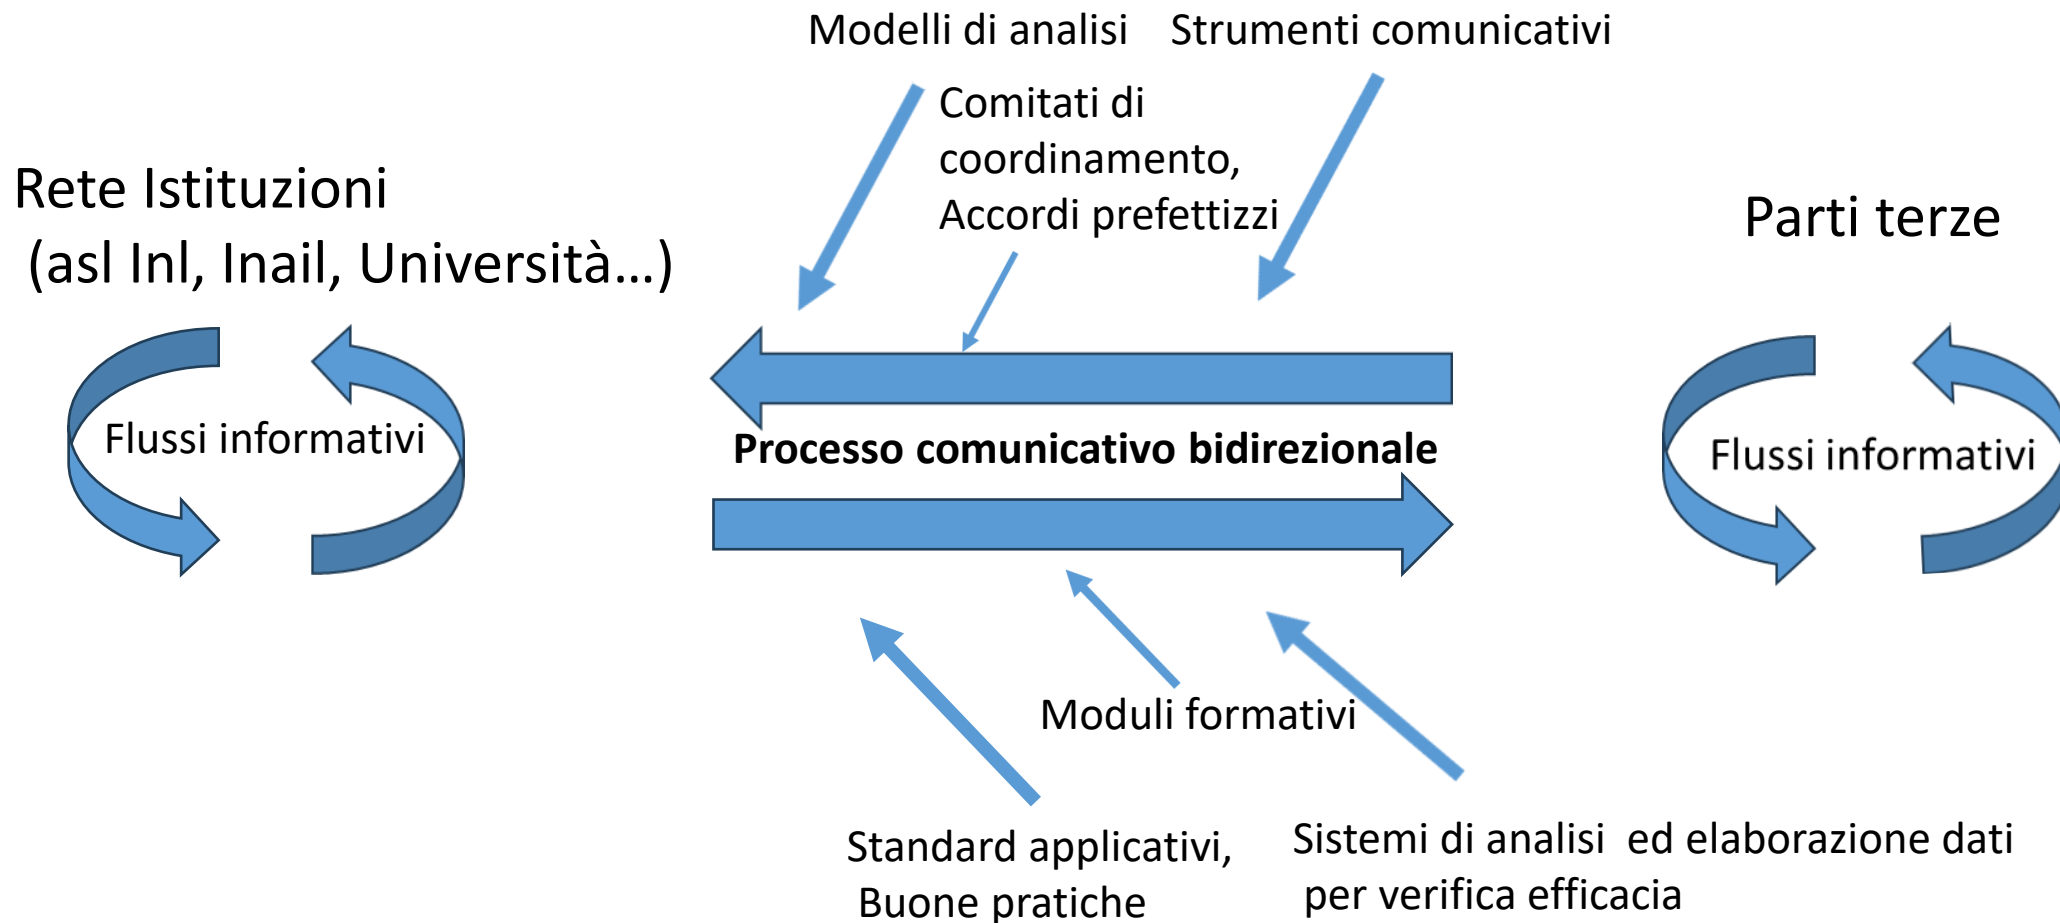 Modelli di analisi
Strumenti comunicativi
Comitati di
coordinamento,
Accordi prefettizzi
Rete Istituzioni
(asl Inl, Inail, Università...)
Parti terze
Flussi informativi
Processo comunicativo bidirezionale
Flussi informativi
Moduli formativi
Standard applicativi,
Buone pratiche
Sistemi di analisi  ed elaborazione dati
per verifica efficacia